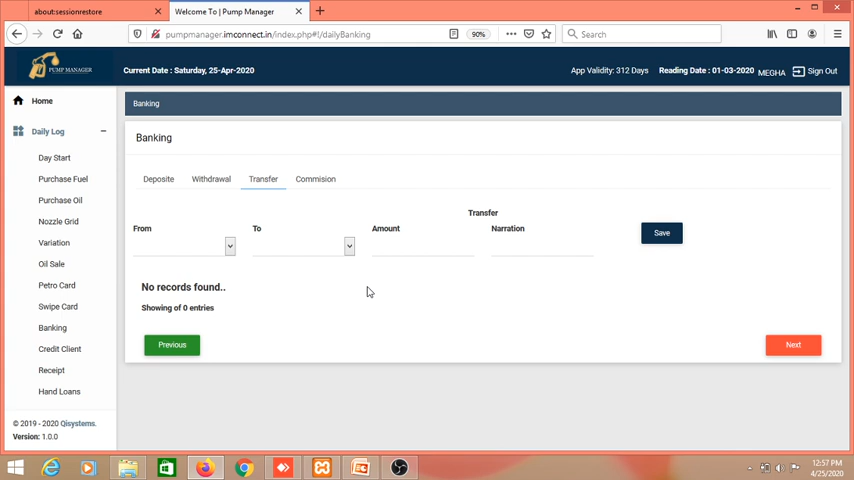 about:sessionrestore
Welcome To | Pump Manager
pumpmanager.imconnect.in/index.php#!/dailyBanking
90%
Search
PUMP MANAGER
Current Date : Saturday, 25-Apr-2020
App Validity: 312 Days
Reading Date : 01-03-2020
MEGHA
Sign Out
Home
Daily Log
Day Start
Purchase Fuel
Purchase Oil
Nozzle Grid
Variation
Oil Sale
Petro Card
Swipe Card
Banking
Credit Client
Receipt
Hand Loans
© 2019 - 2020 Qisystems.
Version: 1.0.0
Banking
Banking
Deposite Withdrawal Transfer Commision
Transfer
From To Amount Narration
Save
No records found..
Showing of 0 entries
Previous
Next
12:57 PM
4/25/2020